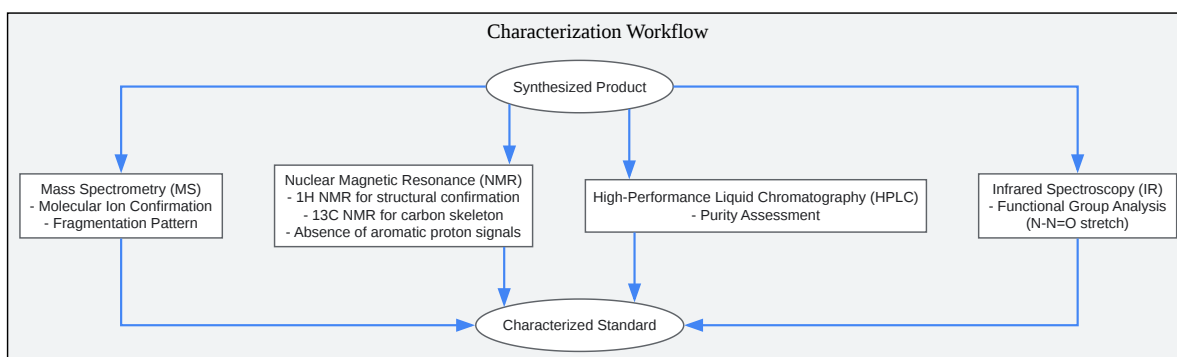 Characterization Workflow
Synthesized Product
Mass Spectrometry (MS)
- Molecular Ion Confirmation
- Fragmentation Pattern
Nuclear Magnetic Resonance (NMR)
- 1H NMR for structural confirmation
- 13C NMR for carbon skeleton
- Absence of aromatic proton signals
High-Performance Liquid Chromatography (HPLC)
- Purity Assessment
Infrared Spectroscopy (IR)
- Functional Group Analysis
(N-N=O stretch)
Characterized Standard